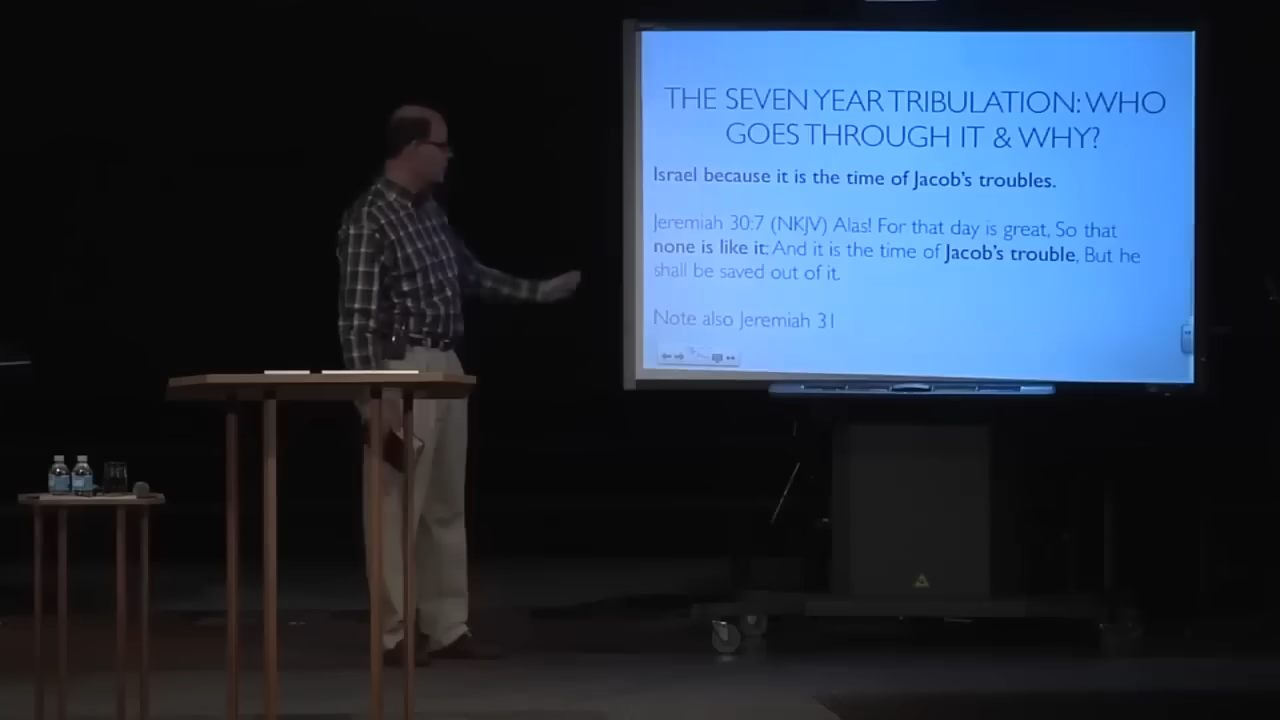 THE SEVEN YEAR TRIBULATION: WHO
GOES THROUGH IT & WHY?
Israel because it is the time of Jacob's troubles.
Jeremiah 30:7 (NKJV) Alas! For that day is great, So that
none is like it; And it is the time of Jacob's trouble, But he
shall be saved out of it.
Note also Jeremiah 31